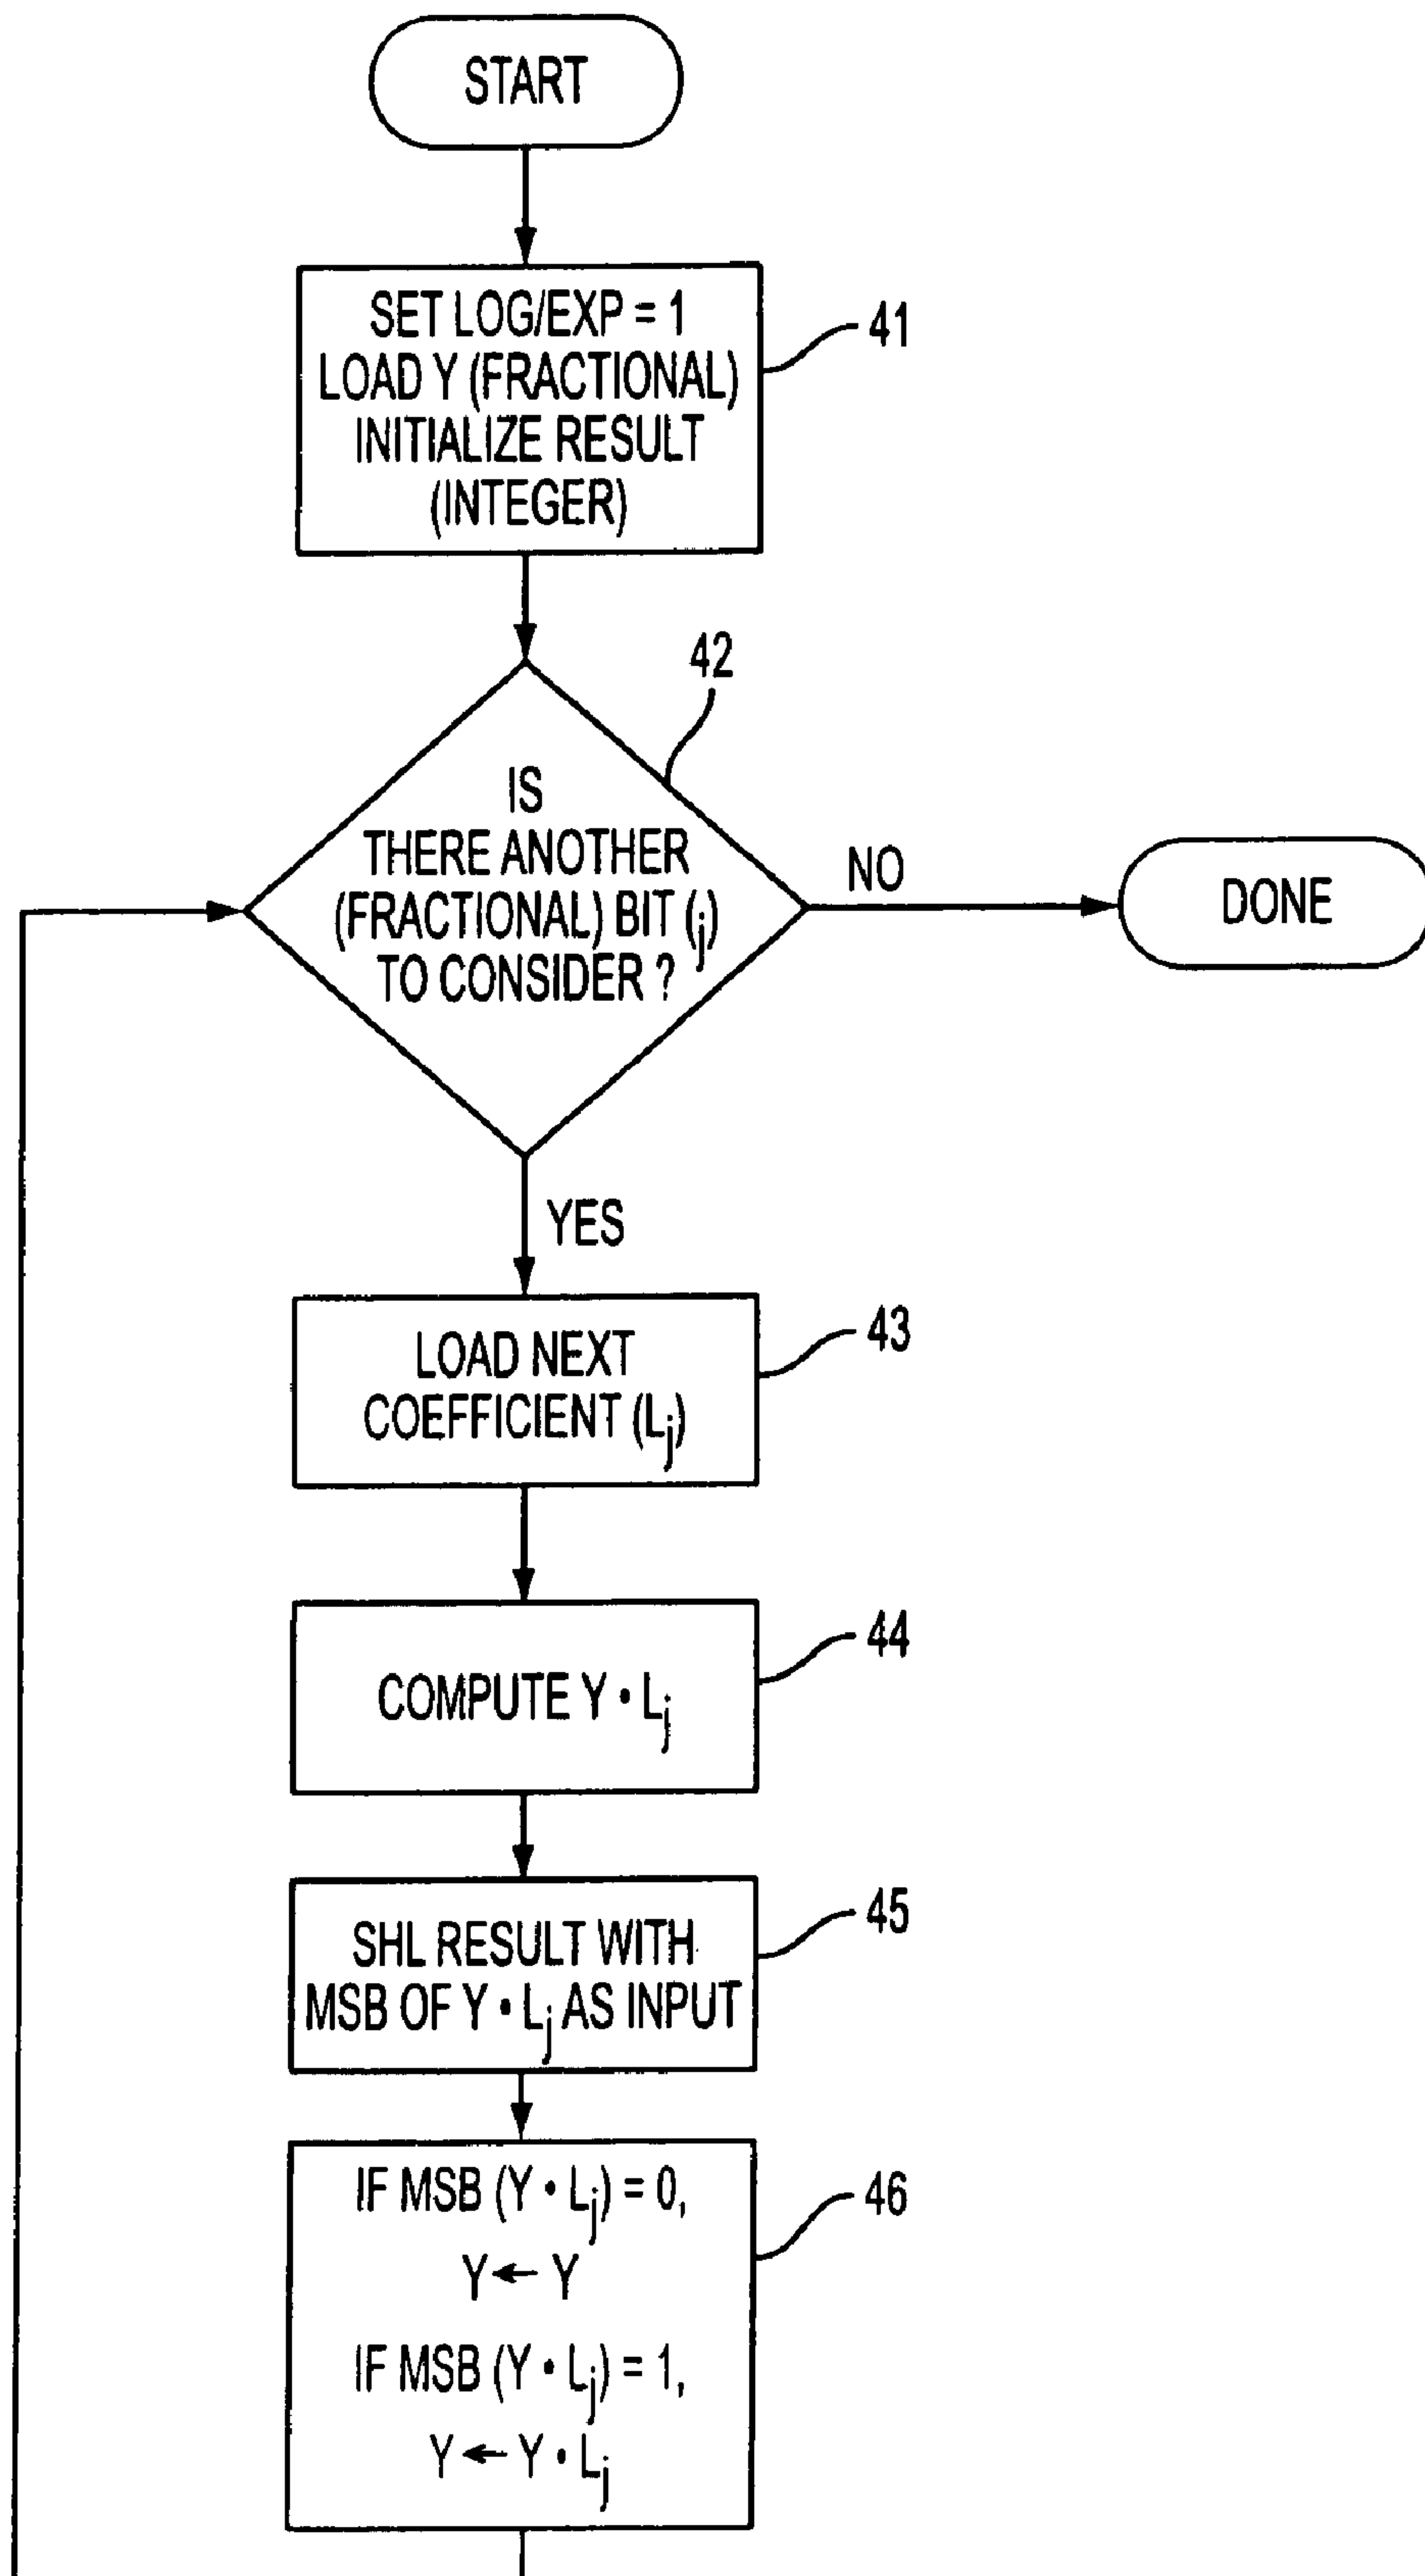 START
SET LOG/EXP = 1
LOAD Y (FRACTIONAL)
INITIALIZE RESULT
(INTEGER)
41
42
IS
THERE ANOTHER
(FRACTIONAL) BIT (j)
TO CONSIDER ?
NO
DONE
YES
LOAD NEXT
COEFFICIENT (Lj)
43
COMPUTE Y • Lj
44
SHL RESULT WITH
MSB OF Y • Lj AS INPUT
45
IF MSB (Y • Lj) = 0,
Y ← Y
IF MSB (Y • Lj) = 1,
Y ← Y • Lj
46